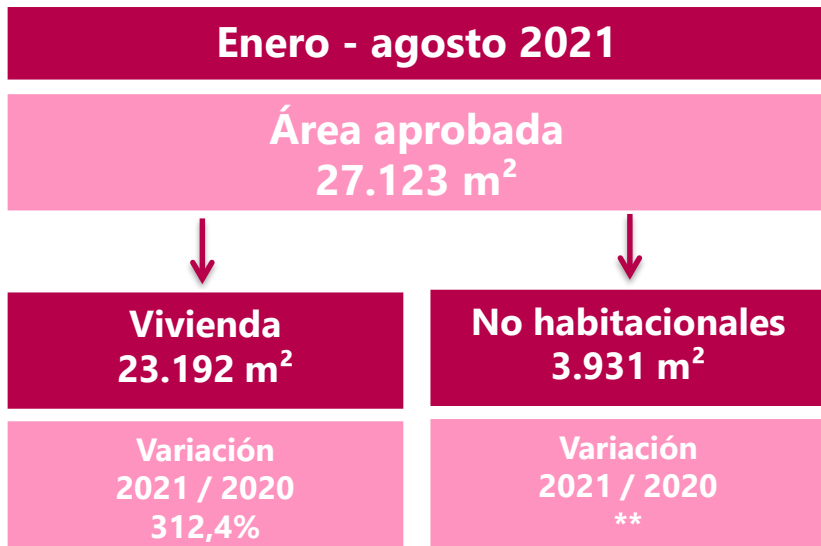 Enero - agosto 2021
Área aprobada
27.123 m²
Vivienda
23.192 m²
No habitacionales
3.931 m²
Variación
2021 / 2020
312,4%
Variación
2021 / 2020
**